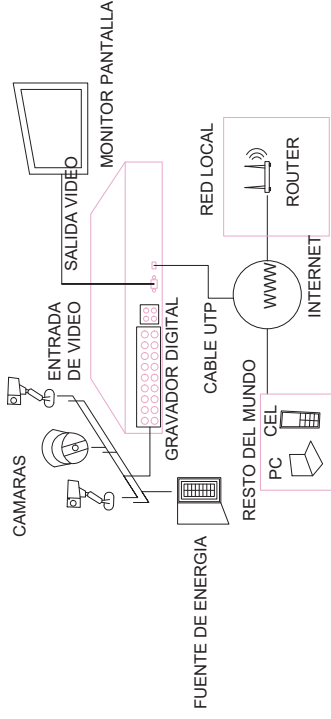 CAMARAS
ENTRADA
DE VIDEO
SALIDA VIDEO
MONITOR PANTALLA
FUENTE DE ENERGIA
GRAVADOR DIGITAL
CABLE UTP
RED LOCAL
ROUTER
WWW
INTERNET
RESTO DEL MUNDO
PC
CEL